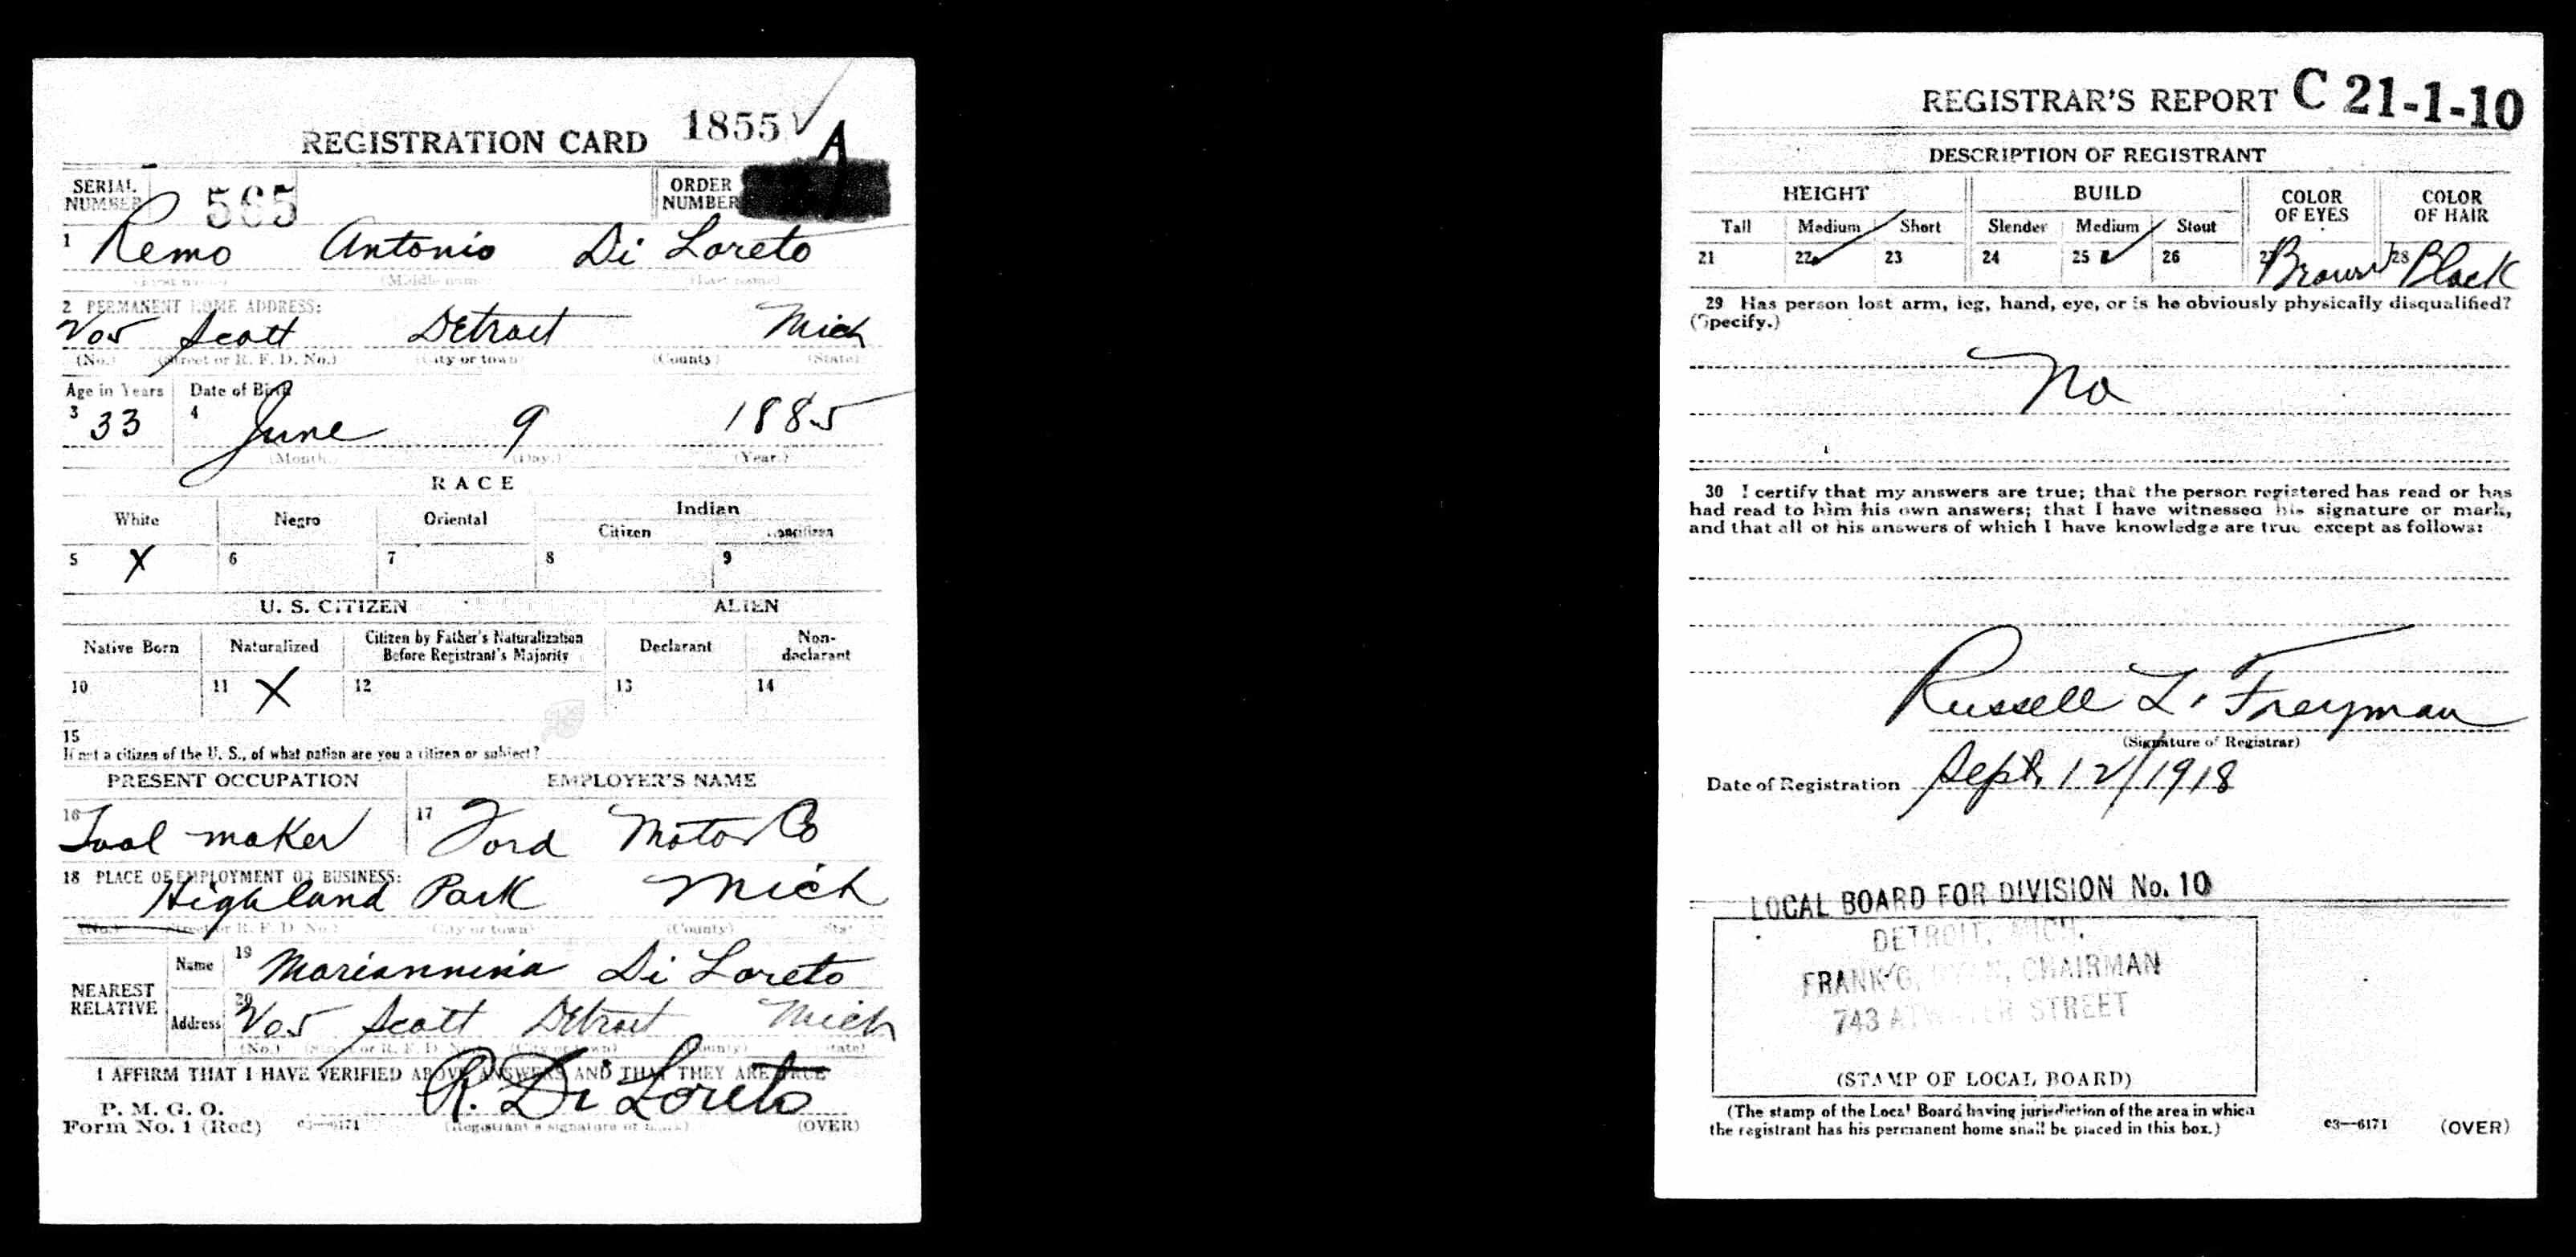 REGISTRATION CARD 1855 A
SERIAL NUMBER 565 ORDER NUMBER
1 Remo Antonio Di Loreto
(First name) (Middle name) (Last name)
2 PERMANENT HOME ADDRESS:
Scott Detroit Mich
(No.) (Street or R. F. D. No.) (City or town) (County) (State)
Age in Years Date of Birth
3 33 4 June 9 1885
(Month.) (Day.) (Year.)
RACE
White Negro Oriental Indian
Citizen Noncitizen
5 X 6 7 8 9
U. S. CITIZEN ALIEN
Native Born Naturalized Citizen by Father's Naturalization Before Registrant's Majority Declarant Non-declarant
10 11 X 12 13 14
15
If not a citizen of the U. S., of what nation are you a citizen or subject?
PRESENT OCCUPATION EMPLOYER'S NAME
16 Tool maker 17 Ford Motor Co
18 PLACE OF EMPLOYMENT OR BUSINESS:
Highland Park Mich
(No.) (Street or R. F. D. No.) (City or town) (County) (State)
NEAREST RELATIVE Name 19 Mariannina Di Loreto
Address 20 Scott Detroit Mich
(No.) (Street or R. F. D. No.) (City or town) (County) (State)
I AFFIRM THAT I HAVE VERIFIED ABOVE ANSWERS AND THAT THEY ARE TRUE
P. M. G. O.
Form No. 1 (Red) 03—6171 R. Di Loreto
(Registrant's signature or mark) (OVER)
REGISTRAR'S REPORT C 21-1-10
DESCRIPTION OF REGISTRANT
HEIGHT BUILD COLOR OF EYES COLOR OF HAIR
Tall Medium Short Slender Medium Stout
21 22 23 24 25 26 27 Brown 28 Black
29 Has person lost arm, leg, hand, eye, or is he obviously physically disqualified?
(Specify.)
No
30 I certify that my answers are true; that the person registered has read or has
had read to him his own answers; that I have witnessed his signature or mark,
and that all of his answers of which I have knowledge are true except as follows:
Russell L. Freyman
(Signature of Registrar)
Date of Registration Sept. 12/1918
LOCAL BOARD FOR DIVISION No. 10
DETROIT, MICH.
FRANK G. CHAIRMAN
743 ATWATER STREET
(STAMP OF LOCAL BOARD)
(The stamp of the Local Board having jurisdiction of the area in which
the registrant has his permanent home shall be placed in this box.)
03—6171 (OVER)